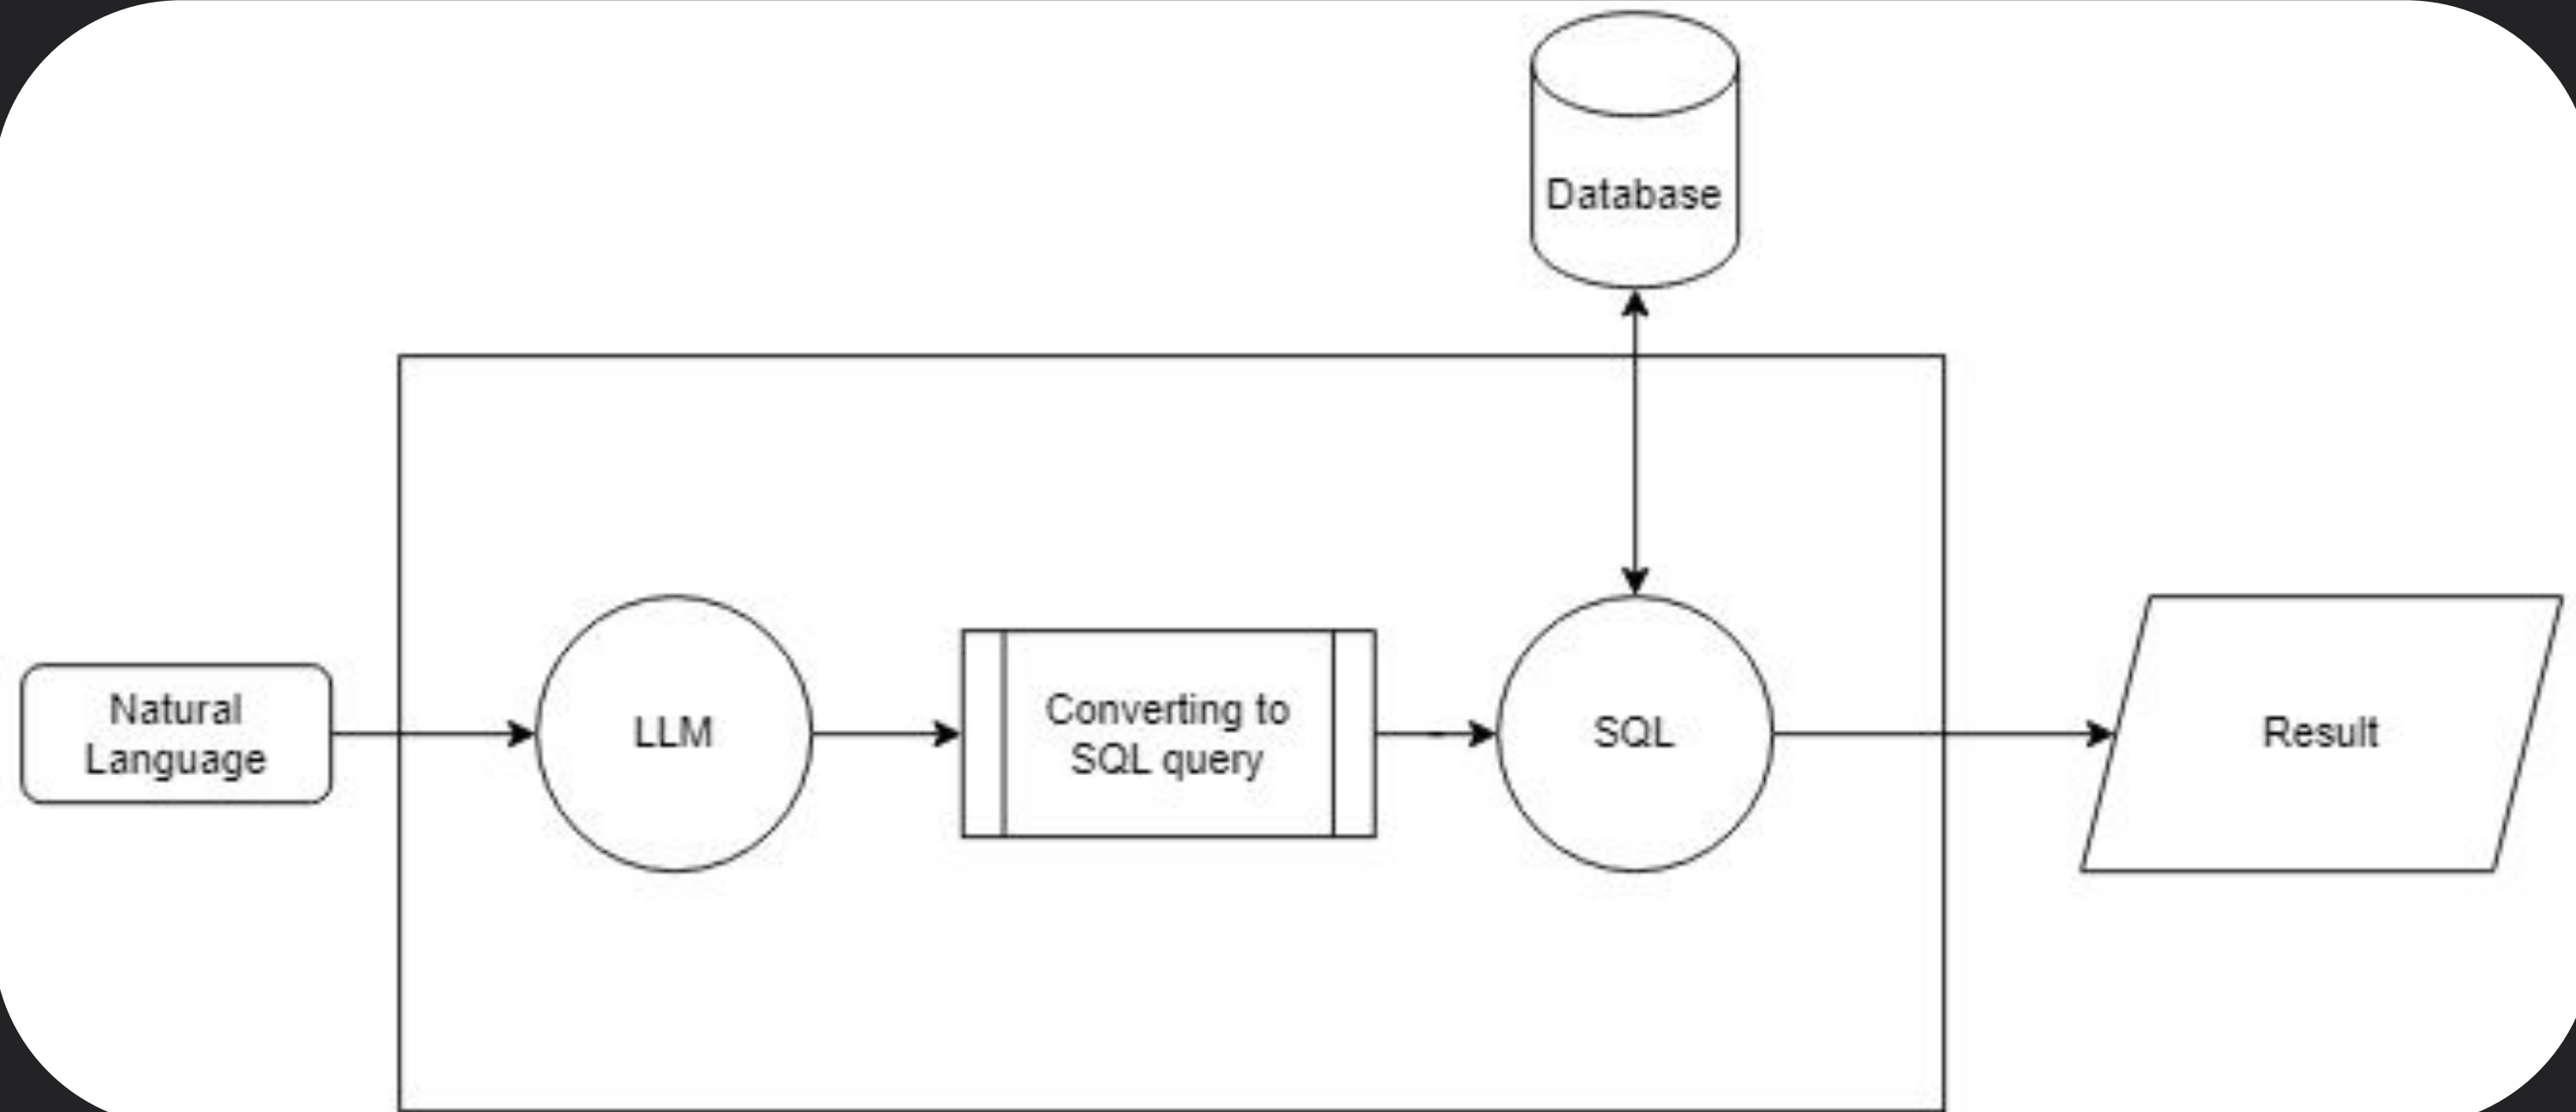 Database
Natural
Language
LLM
Converting to
SQL query
SQL
Result